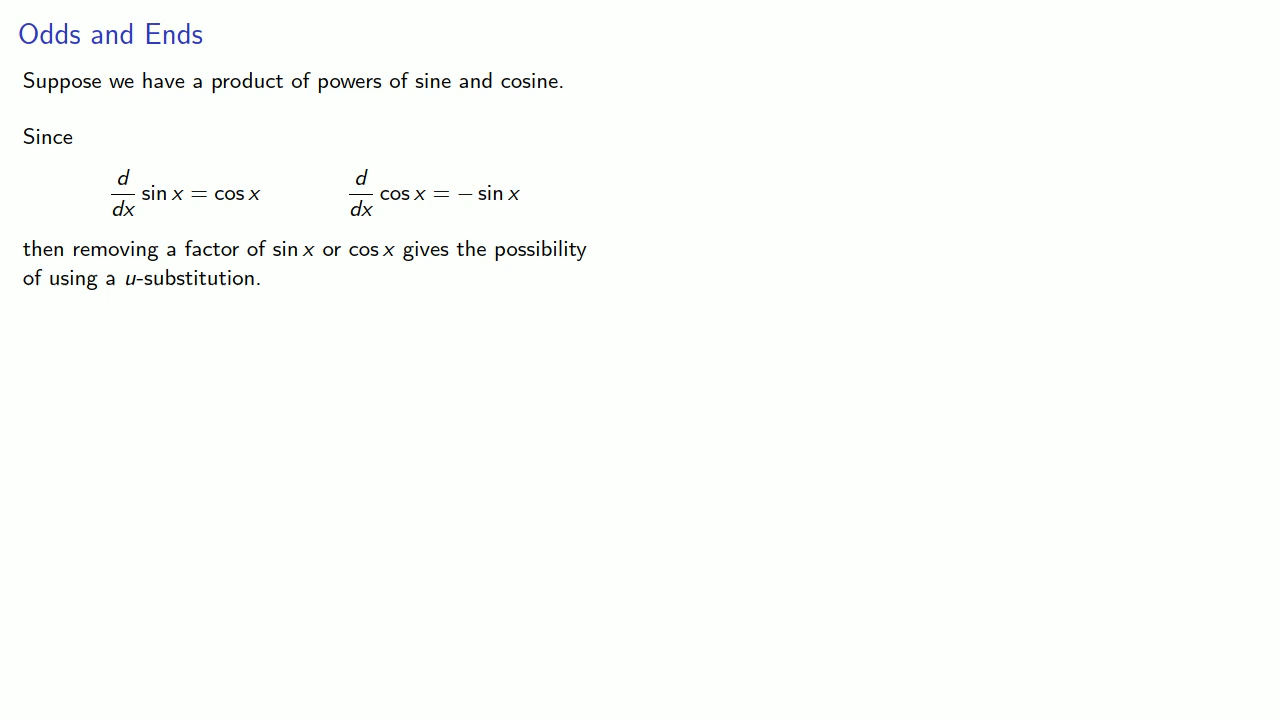 Odds and Ends
Suppose we have a product of powers of sine and cosine.
Since
d/dx sin x = cos x    d/dx cos x = − sin x
then removing a factor of sin x or cos x gives the possibility
of using a u-substitution.